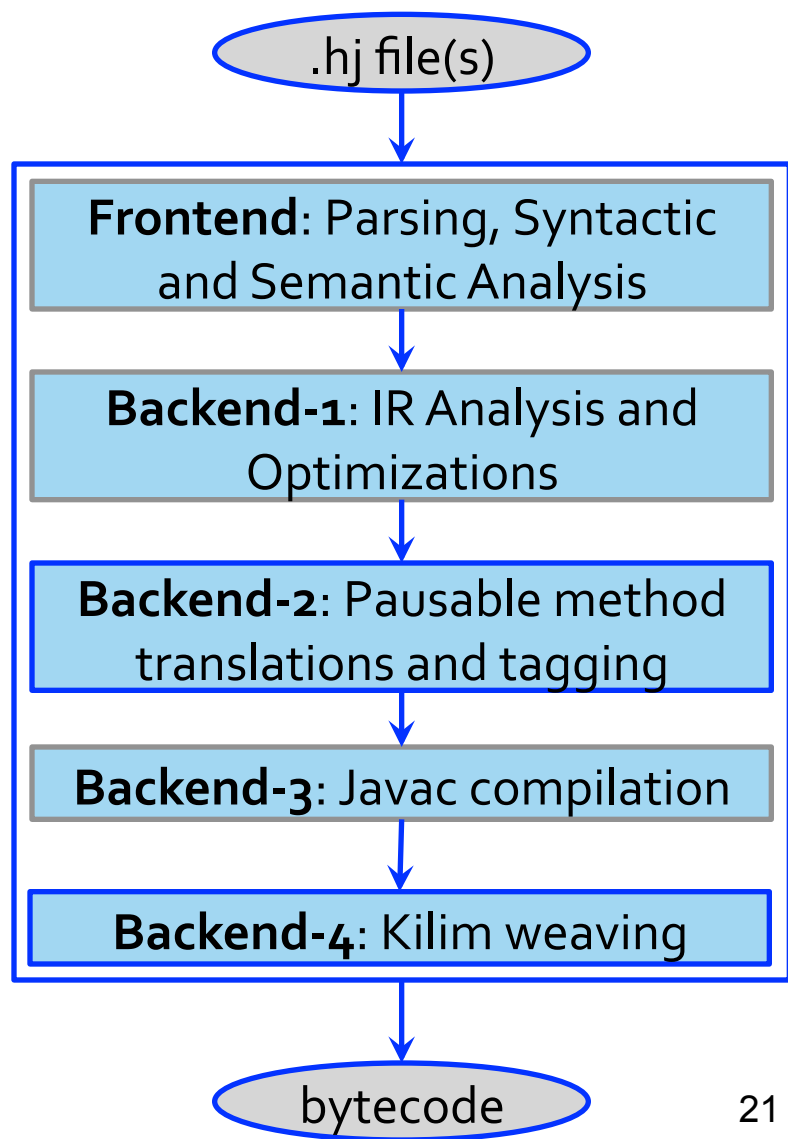 .hj file(s)
Frontend: Parsing, Syntactic
and Semantic Analysis
Backend-1: IR Analysis and
Optimizations
Backend-2: Pausable method
translations and tagging
Backend-3: Javac compilation
Backend-4: Kilim weaving
bytecode
21